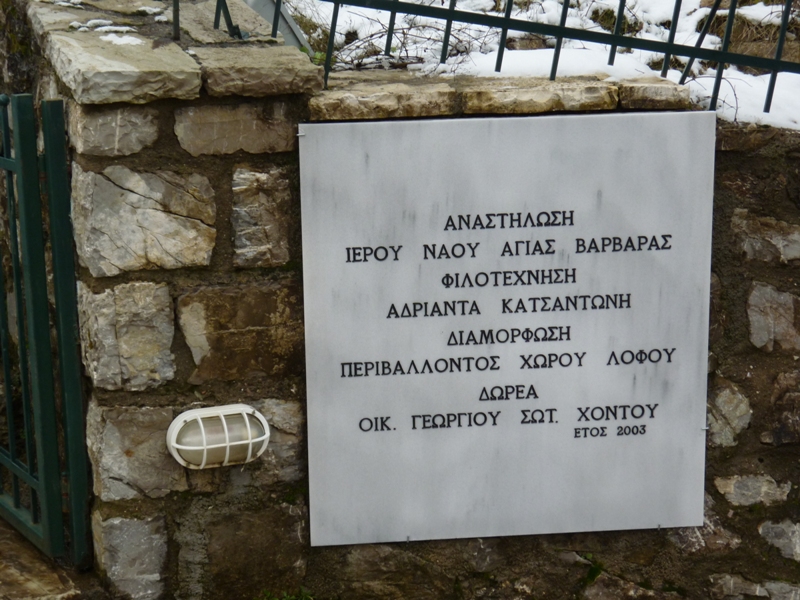 ΑΝΑΣΤΗΛΩΣΗ
ΙΕΡΟΥ ΝΑΟΥ ΑΓΙΑΣ ΒΑΡΒΑΡΑΣ
ΦΙΛΟΤΕΧΝΗΣΗ
ΑΔΡΙΑΝΤΑ ΚΑΤΣΑΝΤΩΝΗ
ΔΙΑΜΟΡΦΩΣΗ
ΠΕΡΙΒΑΛΛΟΝΤΟΣ ΧΩΡΟΥ ΛΟΦΟΥ
ΔΩΡΕΑ
ΟΙΚ. ΓΕΩΡΓΙΟΥ ΣΩΤ. ΧΟΝΤΟΥ
ΕΤΟΣ 2003